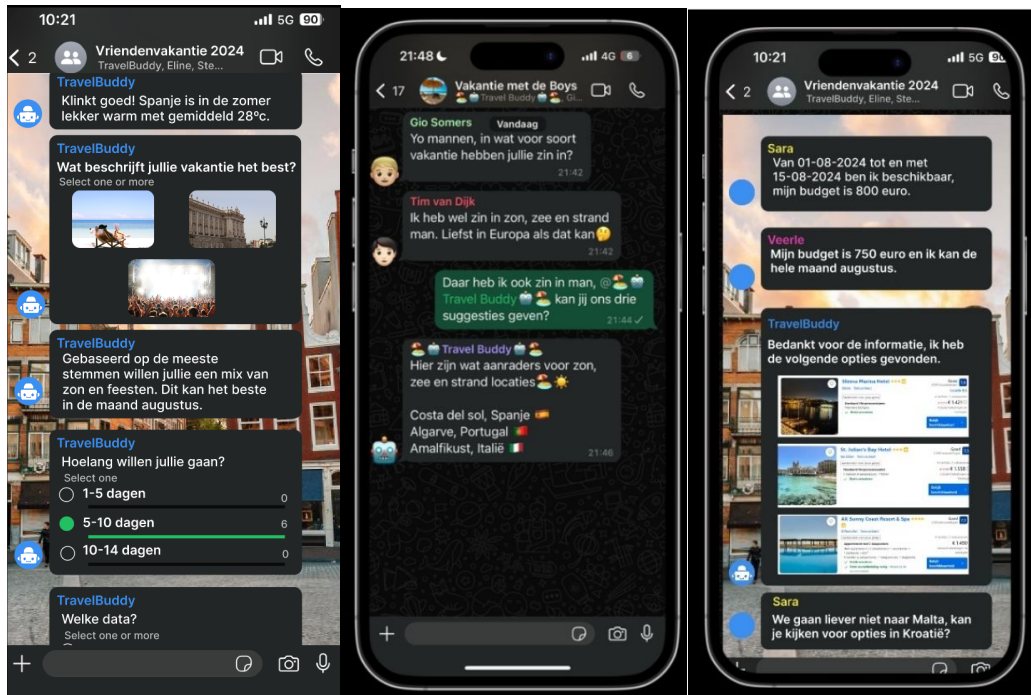 10:21
5G 90
2
Vriendenvakantie 2024
TravelBuddy, Eline, Ste...
TravelBuddy
Klinkt goed! Spanje is in de zomer
lekker warm met gemiddeld 28ºc.
TravelBuddy
Wat beschrijft jullie vakantie het best?
Select one or more
TravelBuddy
Gebaseerd op de meeste
stemmen willen jullie een mix van
zon en feesten. Dit kan het beste
in de maand augustus.
TravelBuddy
Hoelang willen jullie gaan?
Select one
1-5 dagen 0
5-10 dagen 6
10-14 dagen 0
TravelBuddy
Welke data?
Select one or more
21:48
4G 6
17
Vakantie met de Boys
🏖️🤖Travel Buddy🤖🏖️, Gi...
Vandaag
Gio Somers
Yo mannen, in wat voor soort
vakantie hebben jullie zin in?
21:42
Tim van Dijk
Ik heb wel zin in zon, zee en strand
man. Liefst in Europa als dat kan🤔
21:42
Daar heb ik ook zin in man, @🏖️🤖
Travel Buddy🤖🏖️ kan jij ons drie
suggesties geven?
21:44
🏖️🤖Travel Buddy🤖🏖️
Hier zijn wat aanraders voor zon,
zee en strand locaties🏖️☀️
Costa del sol, Spanje 🇪🇸
Algarve, Portugal 🇵🇹
Amalfikust, Italië 🇮🇹
21:46
10:21
5G
2
Vriendenvakantie 2024
TravelBuddy, Eline, Ste...
Sara
Van 01-08-2024 tot en met
15-08-2024 ben ik beschikbaar,
mijn budget is 800 euro.
Veerle
Mijn budget is 750 euro en ik kan de
hele maand augustus.
TravelBuddy
Bedankt voor de informatie, ik heb
de volgende opties gevonden.
St. Julian's Bay Hotel
AX Sunny Coast Resort & Spa
Sara
We gaan liever niet naar Malta, kan
je kijken voor opties in Kroatië?